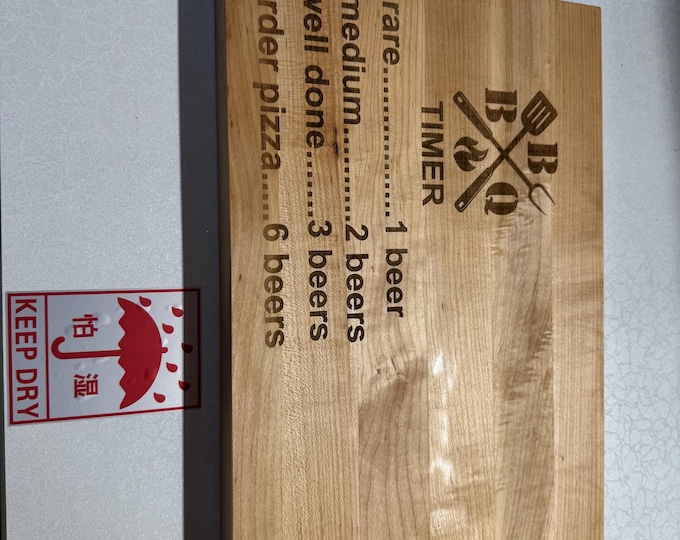 B B Q
TIMER
rare................1 beer
medium...........2 beers
well done.......3 beers
rder pizza.....6 beers
怕 湿
KEEP DRY